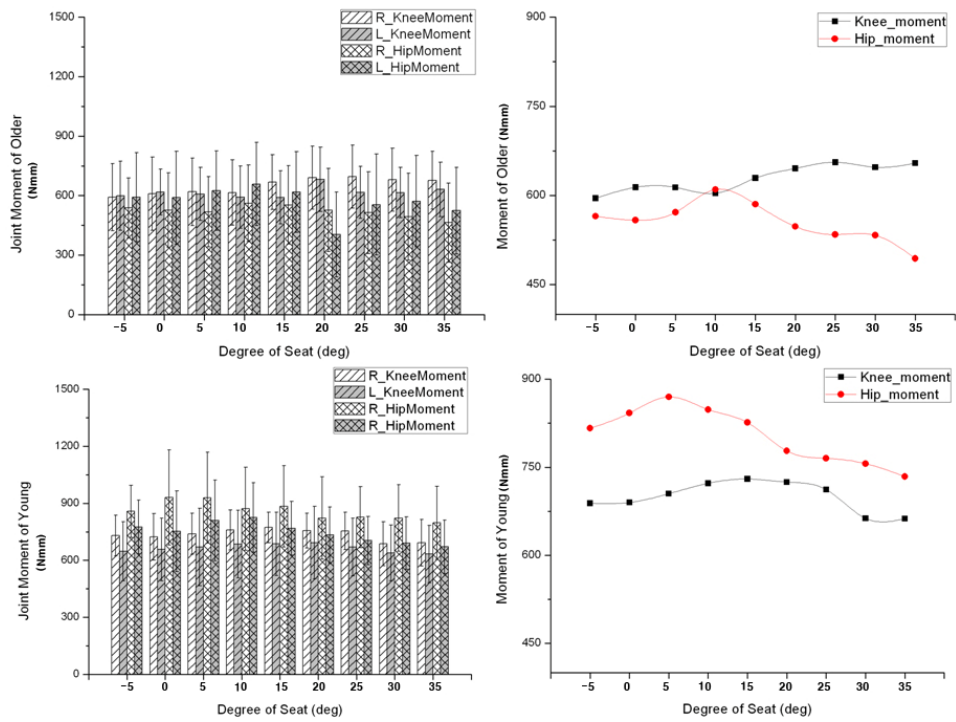 1500
1200
900
600
300
0
Joint Moment of Older
(Nmm)
R_KneeMoment
L_KneeMoment
R_HipMoment
L_HipMoment
−5 0 5 10 15 20 25 30 35
Degree of Seat (deg)
900
750
600
450
Moment of Older (Nmm)
Knee_moment
Hip_moment
−5 0 5 10 15 20 25 30 35
Degree of Seat (deg)
1500
1200
900
600
300
0
Joint Moment of Young
(Nmm)
R_KneeMoment
L_KneeMoment
R_HipMoment
R_HipMoment
−5 0 5 10 15 20 25 30 35
Degree of Seat (deg)
900
750
600
450
Moment of Young (Nmm)
Knee_moment
Hip_moment
−5 0 5 10 15 20 25 30 35
Degree of Seat (deg)